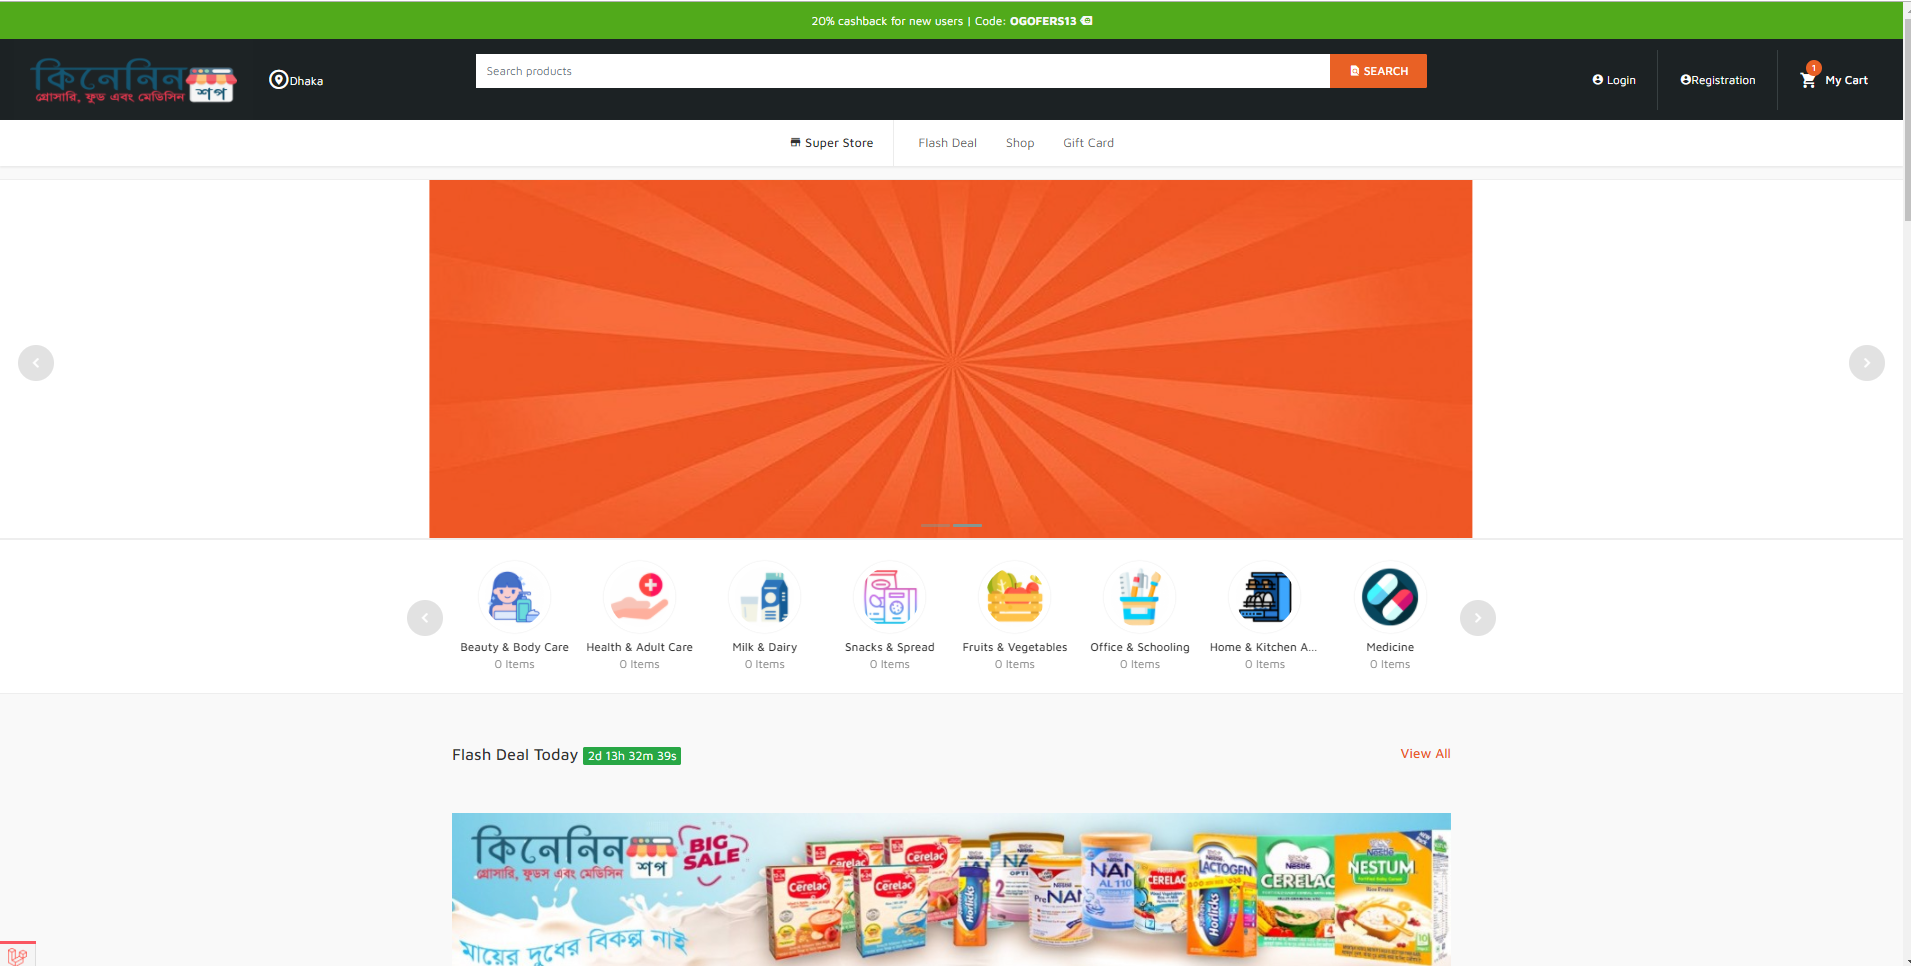 20% cashback for new users | Code: OGOFERS13
কিনেনিন শপ
গ্রোসারি, ফুড এবং মেডিসিন
Dhaka
Search products
SEARCH
Login
Registration
1
My Cart
Super Store
Flash Deal
Shop
Gift Card
Beauty & Body Care
0 Items
Health & Adult Care
0 Items
Milk & Dairy
0 Items
Snacks & Spread
0 Items
Fruits & Vegetables
0 Items
Office & Schooling
0 Items
Home & Kitchen A...
0 Items
Medicine
0 Items
Flash Deal Today 2d 13h 32m 39s
View All
কিনেনিন শপ
গ্রোসারি, ফুডস এবং মেডিসিন
BIG
SALE
মায়ের দুধের বিকল্প নাই
Cerelac
Cerelac
Cerelac
Cerelac
Horlicks
2
NAN
PreNAN
NAN
AL 110
CERELAC
LACTOGEN
Horlicks
Nestle
CERELAC
NESTUM